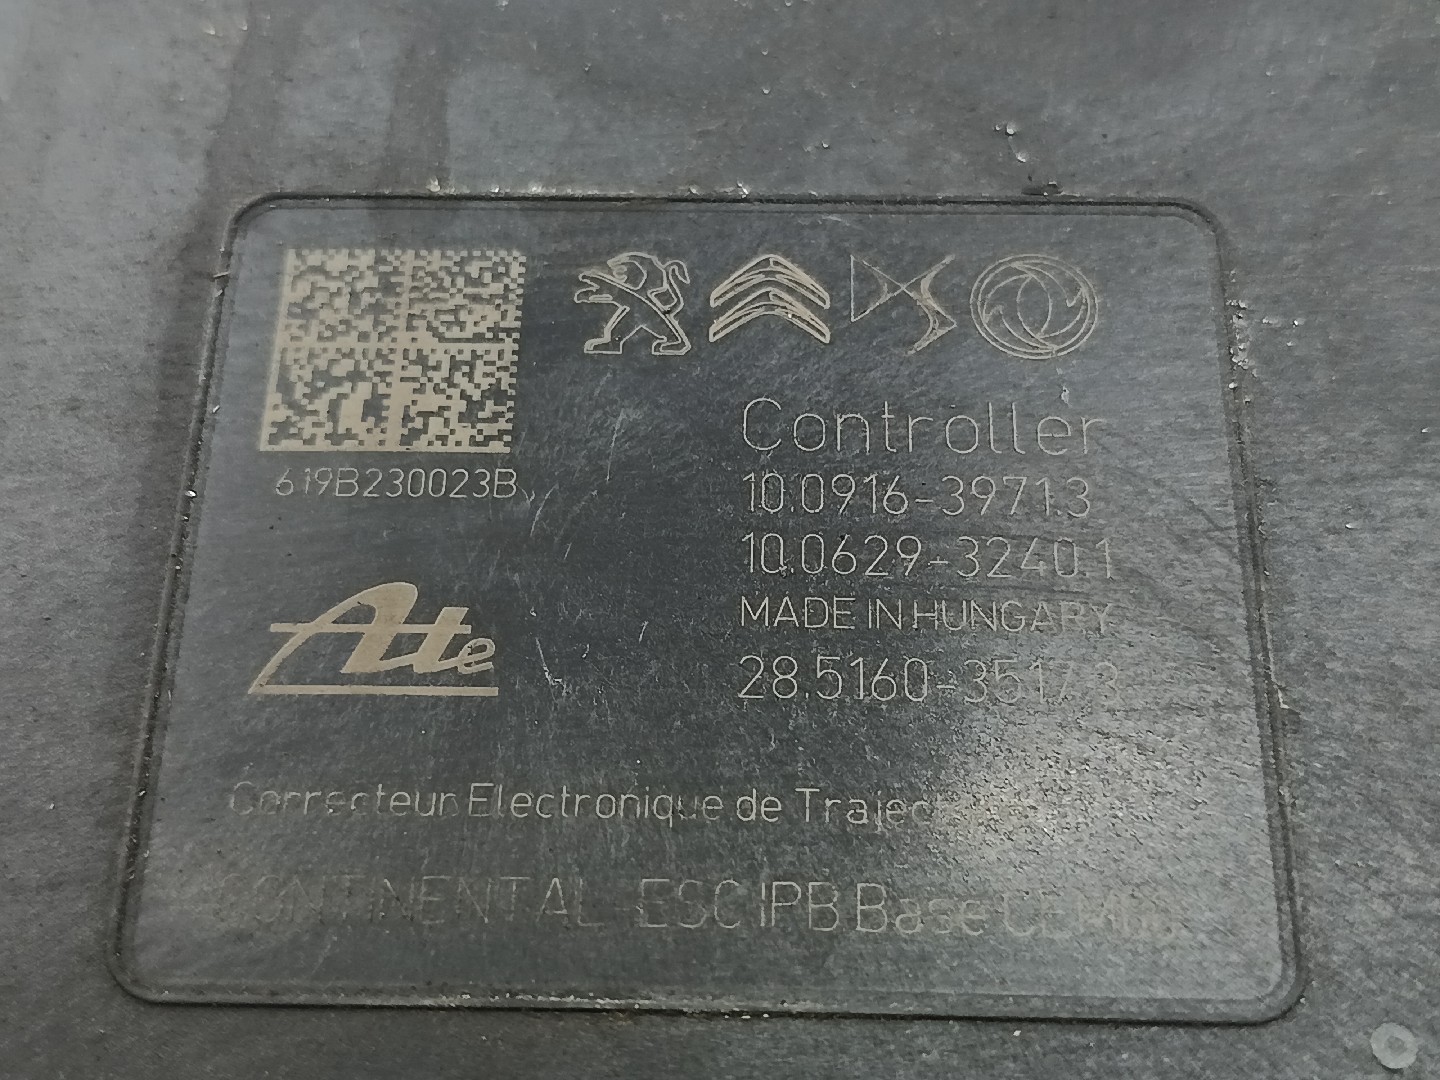 619B230023B
DS
Controller
10.0916-3971.3
10.0629-3240.1
MADE IN HUNGARY
28.5160-3517.3
Ate
Correcteur Electronique de
CONTINENTAL ESC IPB Base